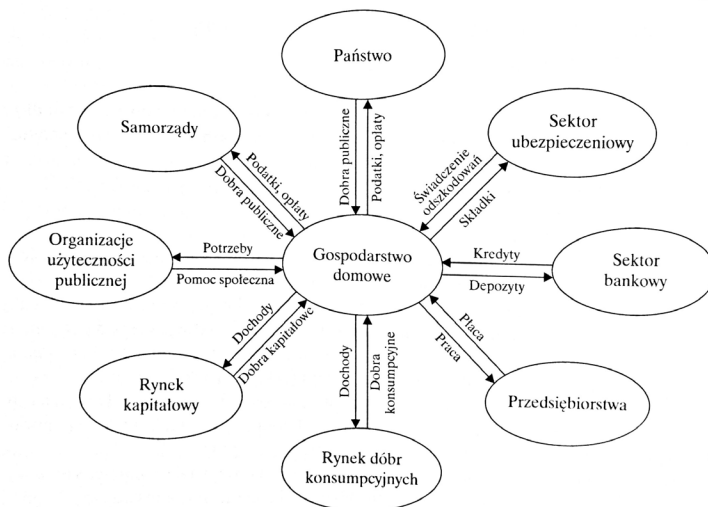 Państwo
Samorządy
Sektor
ubezpieczeniowy
Dobra publiczne
Podatki, opłaty
Podatki, opłaty
Dobra publiczne
Świadczenie
odszkodowań
Składki
Organizacje
użyteczności
publicznej
Potrzeby
Pomoc społeczna
Gospodarstwo
domowe
Kredyty
Depozyty
Sektor
bankowy
Dochody
Dobra kapitałowe
Dochody
Dobra
konsumpcyjne
Płaca
Praca
Rynek
kapitałowy
Przedsiębiorstwa
Rynek dóbr
konsumpcyjnych